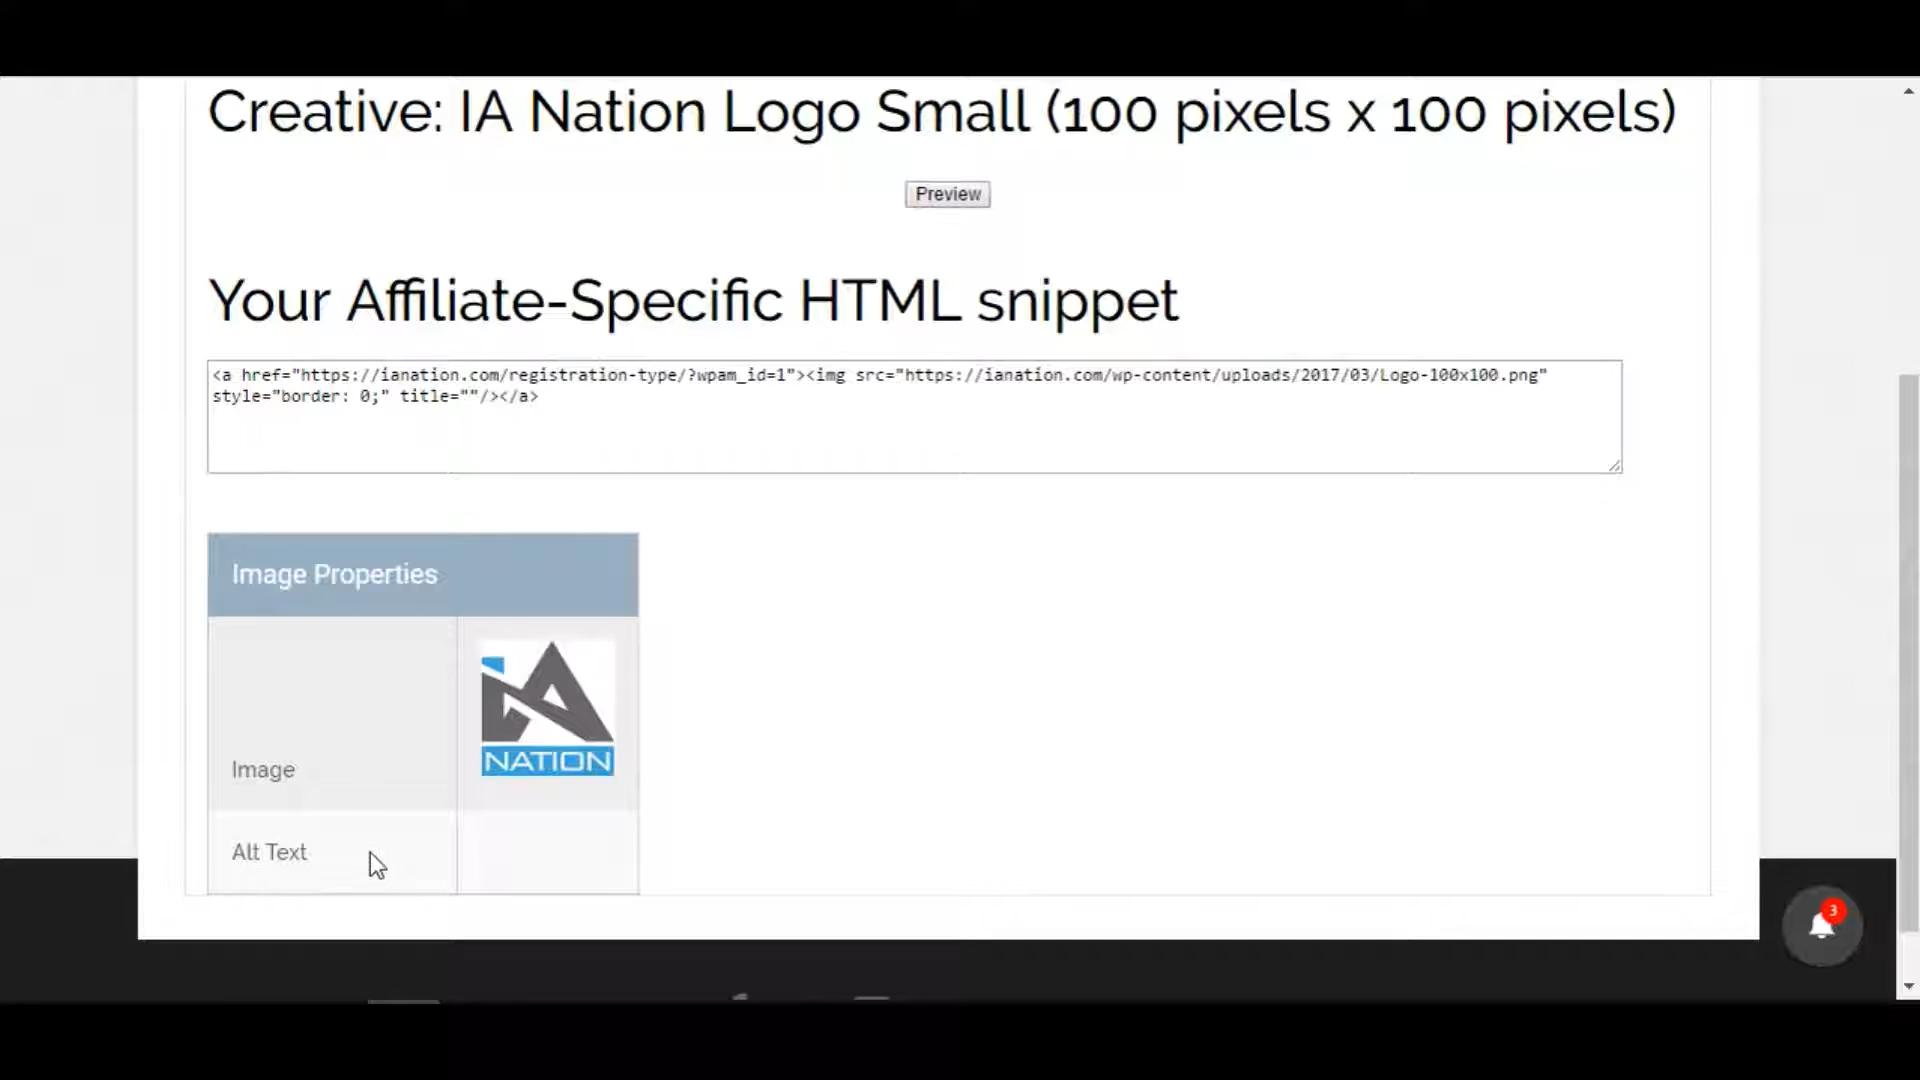 Creative: IA Nation Logo Small (100 pixels x 100 pixels)
Preview
Your Affiliate-Specific HTML snippet
<a href="https://ianation.com/registration-type/?wpam_id=1"><img src="https://ianation.com/wp-content/uploads/2017/03/Logo-100x100.png"
style="border: 0;" title=""/></a>
Image Properties
Image
iA
NATION
Alt Text
3